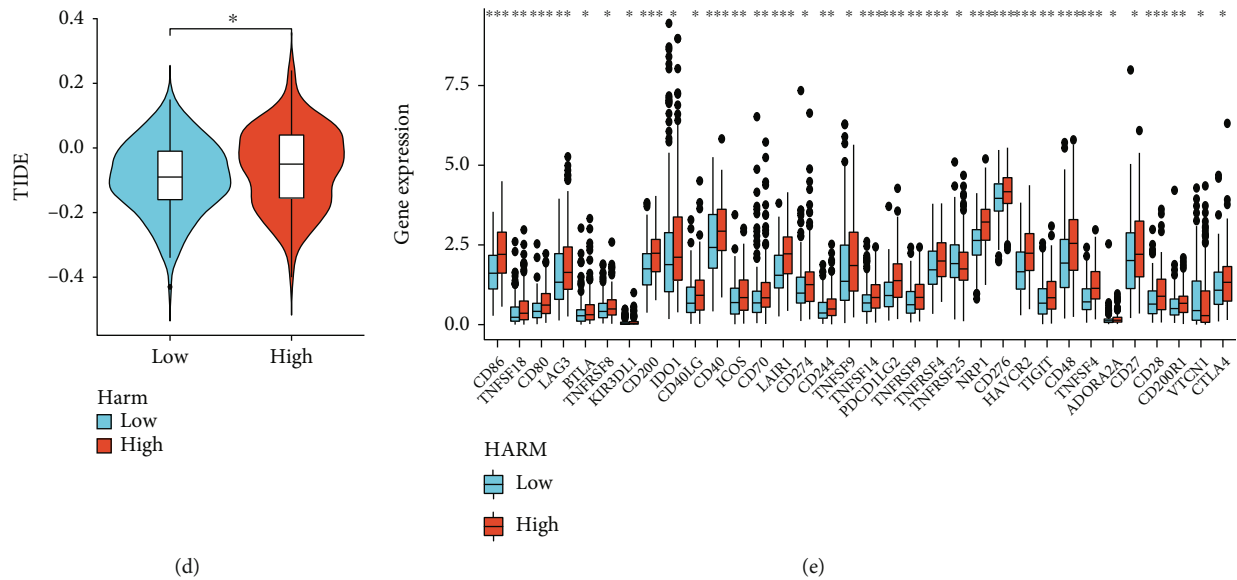 *
0.4
0.2
0.0
−0.2
−0.4
TIDE
Low
High
Harm
Low
High
(d)
7.5
5.0
2.5
0.0
Gene expression
CD86
TNFSF18
CD80
LAG3
BTLA
TNFRSF8
KIR3DL1
CD200
IDO1
CD40LG
CD40
ICOS
CD70
LAIR1
CD274
CD244
TNFSF9
TNFSF14
PDCD1LG2
TNFRSF9
TNFRSF4
TNFRSF25
NRP1
CD276
HAVCR2
TIGIT
CD48
TNFSF4
ADORA2A
CD27
CD28
CD200R1
VTCN1
CTLA4
HARM
Low
High
(e)